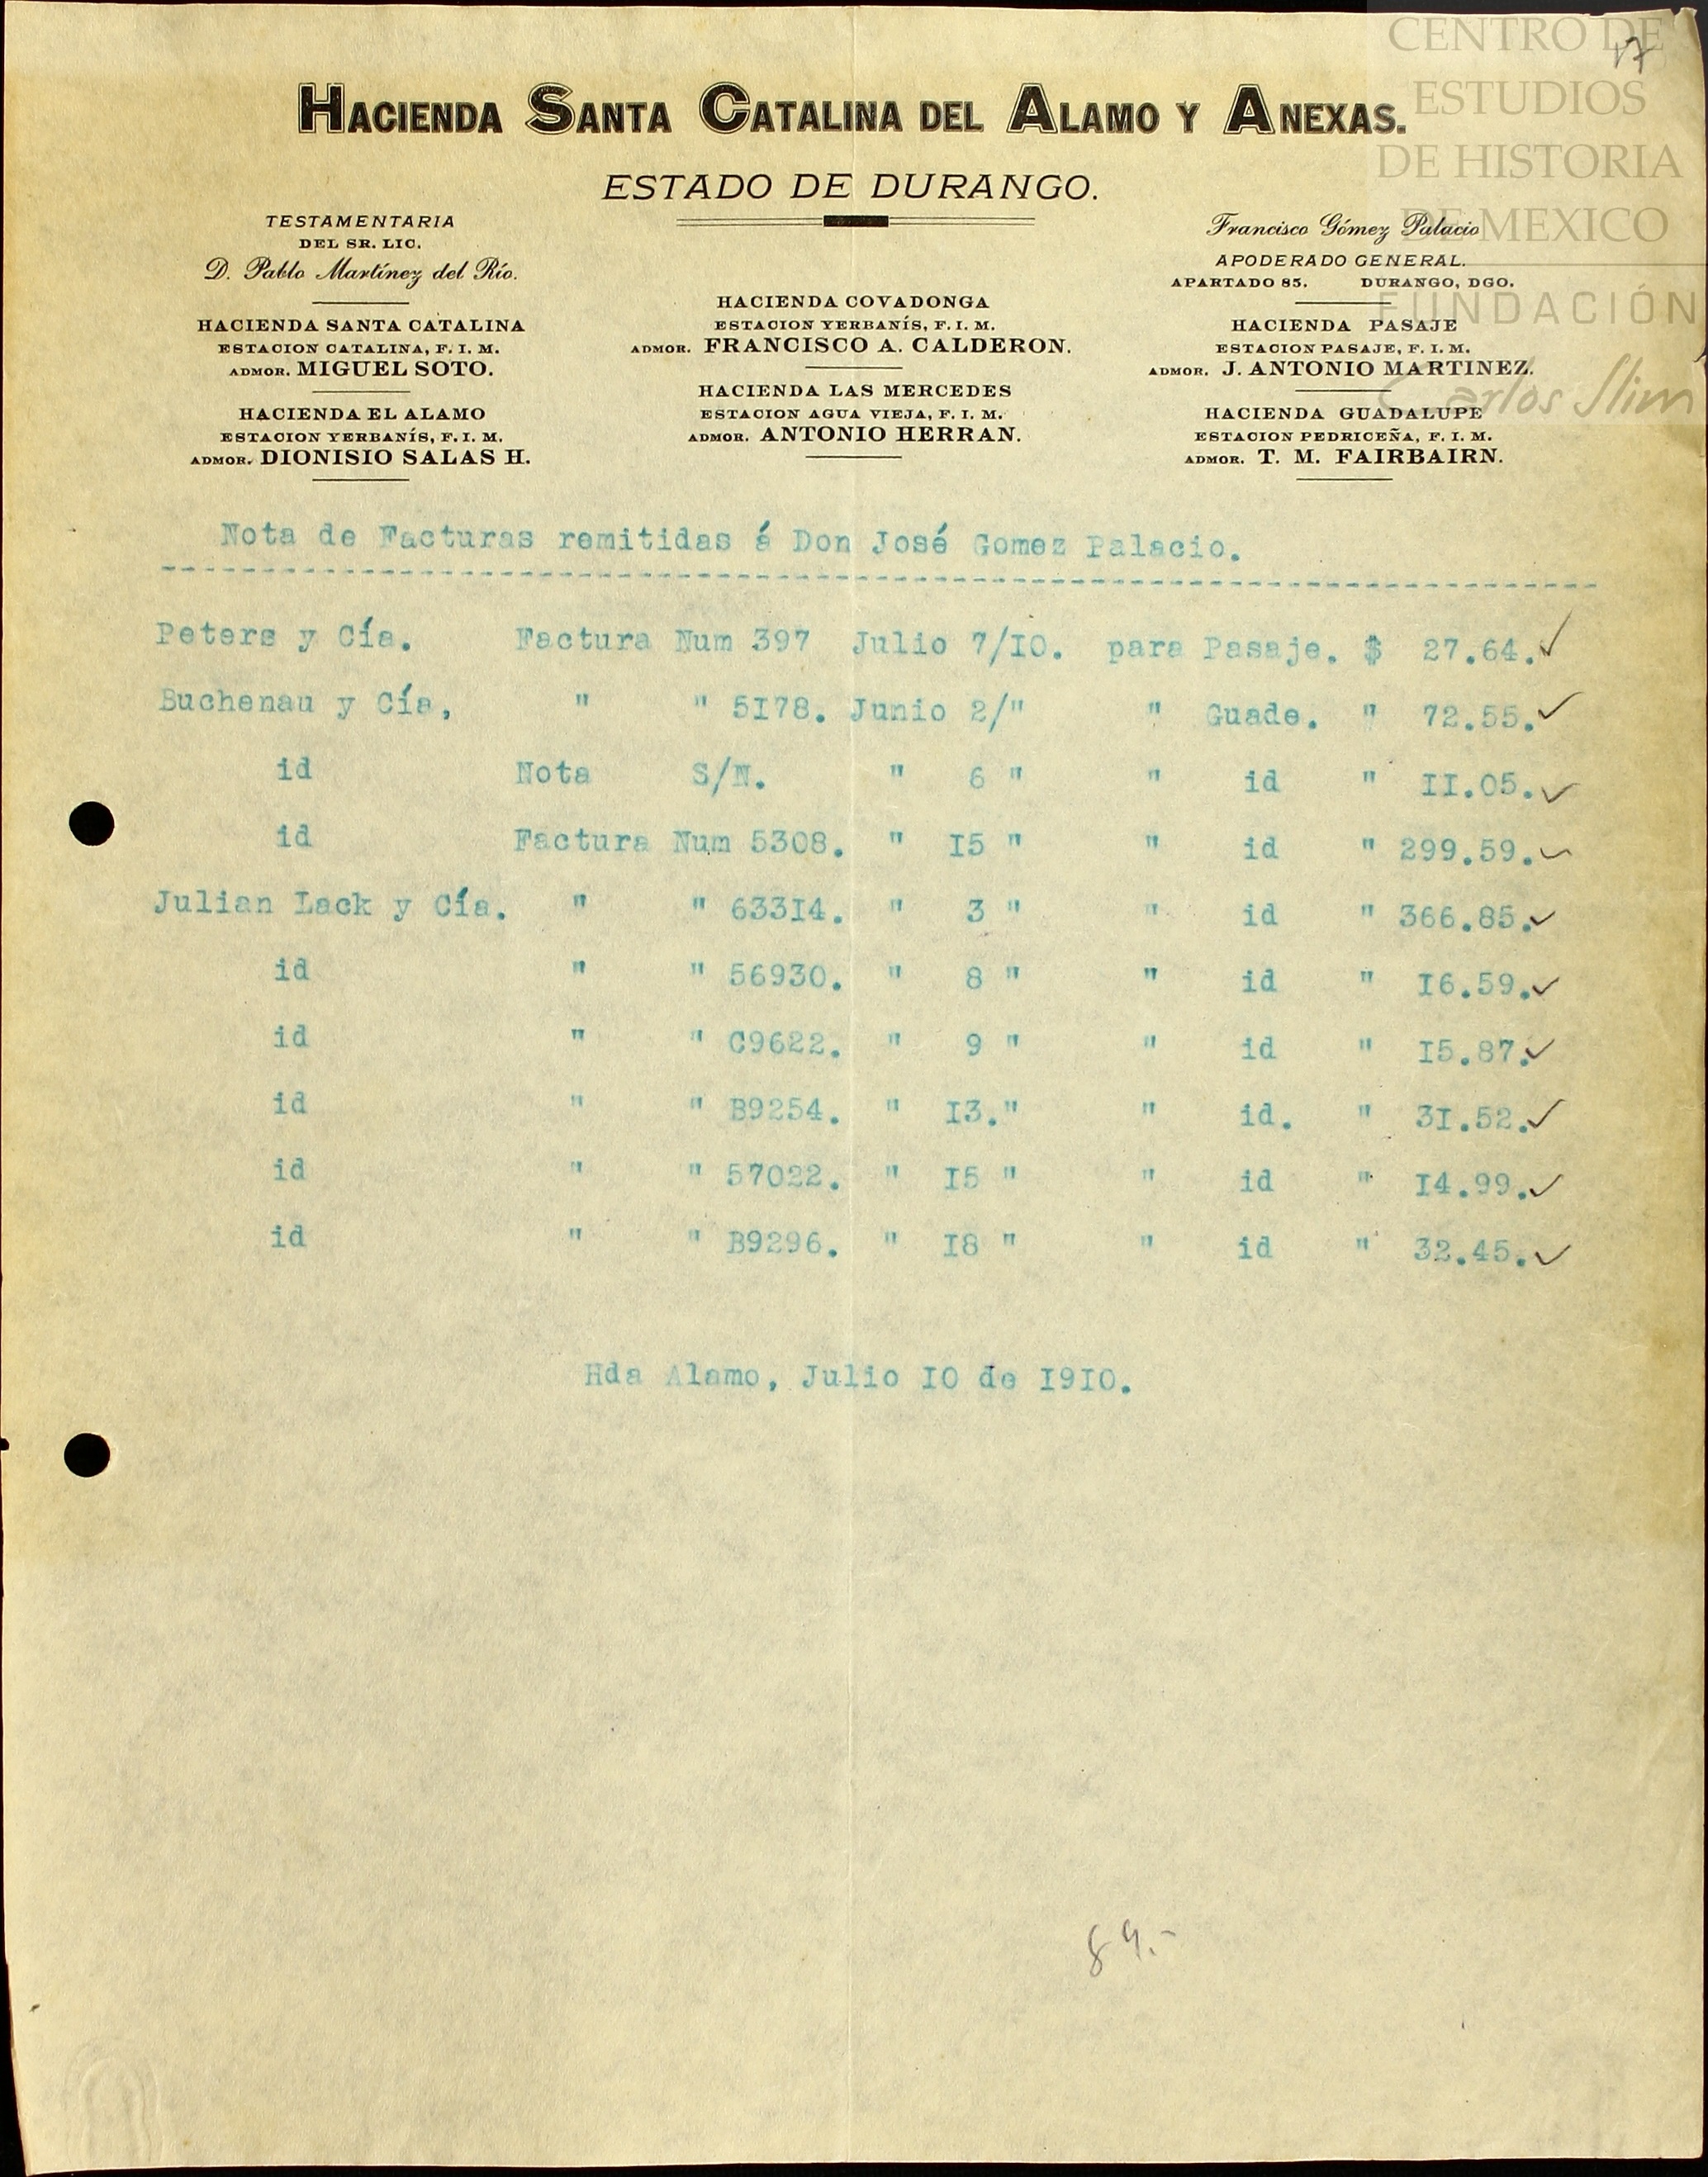 CENTRO DE
ESTUDIOS
DE HISTORIA
DE MEXICO
FUNDACIÓN
Carlos Slim
17
HACIENDA SANTA CATALINA DEL ALAMO Y ANEXAS.
ESTADO DE DURANGO.
TESTAMENTARIA
DEL SR. LIC.
D. Pablo Martínez del Río.
HACIENDA SANTA CATALINA
ESTACION CATALINA, F. I. M.
ADMOR. MIGUEL SOTO.
HACIENDA EL ALAMO
ESTACION YERBANÍS, F. I. M.
ADMOR. DIONISIO SALAS H.
HACIENDA COVADONGA
ESTACION YERBANÍS, F. I. M.
ADMOR. FRANCISCO A. CALDERON.
HACIENDA LAS MERCEDES
ESTACION AGUA VIEJA, F. I. M.
ADMOR. ANTONIO HERRAN.
Francisco Gómez Palacio
APODERADO GENERAL.
APARTADO 85. DURANGO, DGO.
HACIENDA PASAJE
ESTACION PASAJE, F. I. M.
ADMOR. J. ANTONIO MARTINEZ.
HACIENDA GUADALUPE
ESTACION PEDRICEÑA, F. I. M.
ADMOR. T. M. FAIRBAIRN.
Nota de Facturas remitidas á Don José Gomez Palacio.
Peters y Cía. Factura Num 397 Julio 7/I0. para Pasaje. $ 27.64.
Buchenau y Cía, " " 5I78. Junio 2/" " Guade. " 72.55.
id Nota S/N. " 6 " " id " II.05.
id Factura Num 5308. " I5 " " id " 299.59.
Julian Lack y Cía. " " 633I4. " 3 " " id " 366.85.
id " " 56930. " 8 " " id " I6.59.
id " " C9622. " 9 " " id " I5.87.
id " " B9254. " I3." " id. " 3I.52.
id " " 57022. " I5 " " id " I4.99.
id " " B9296. " I8 " " id " 32.45.
Hda Alamo, Julio I0 de I9I0.
89.-